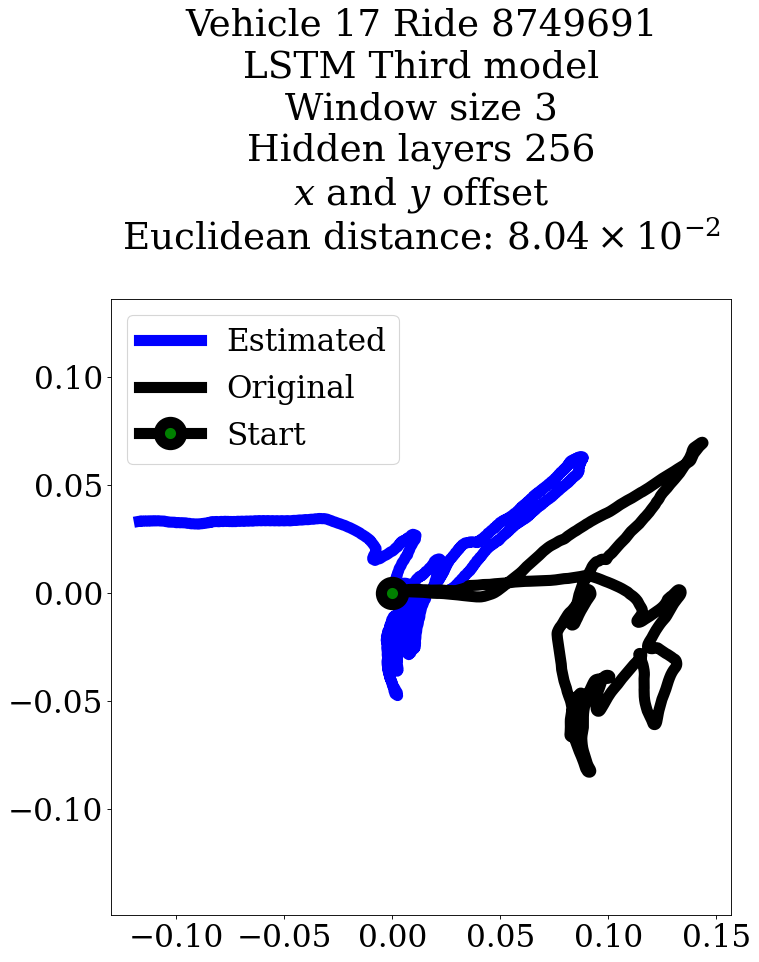 Vehicle 17 Ride 8749691
LSTM Third model
Window size 3
Hidden layers 256
x and y offset
Euclidean distance: 8.04 × 10⁻²
Estimated
Original
Start
0.10
0.05
0.00
−0.05
−0.10
−0.10 −0.05 0.00 0.05 0.10 0.15